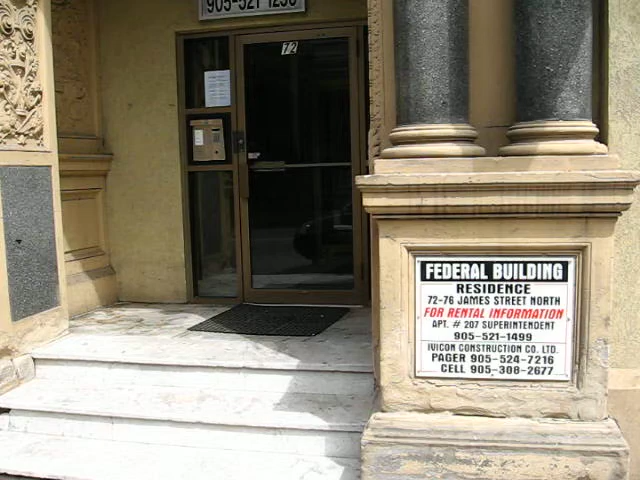 905-521-1256
72
FEDERAL BUILDING
RESIDENCE
72-76 JAMES STREET NORTH
FOR RENTAL INFORMATION
APT. # 207 SUPERINTENDENT
905-521-1499
IVICON CONSTRUCTION CO. LTD.
PAGER 905-524-7216
CELL 905-308-2677